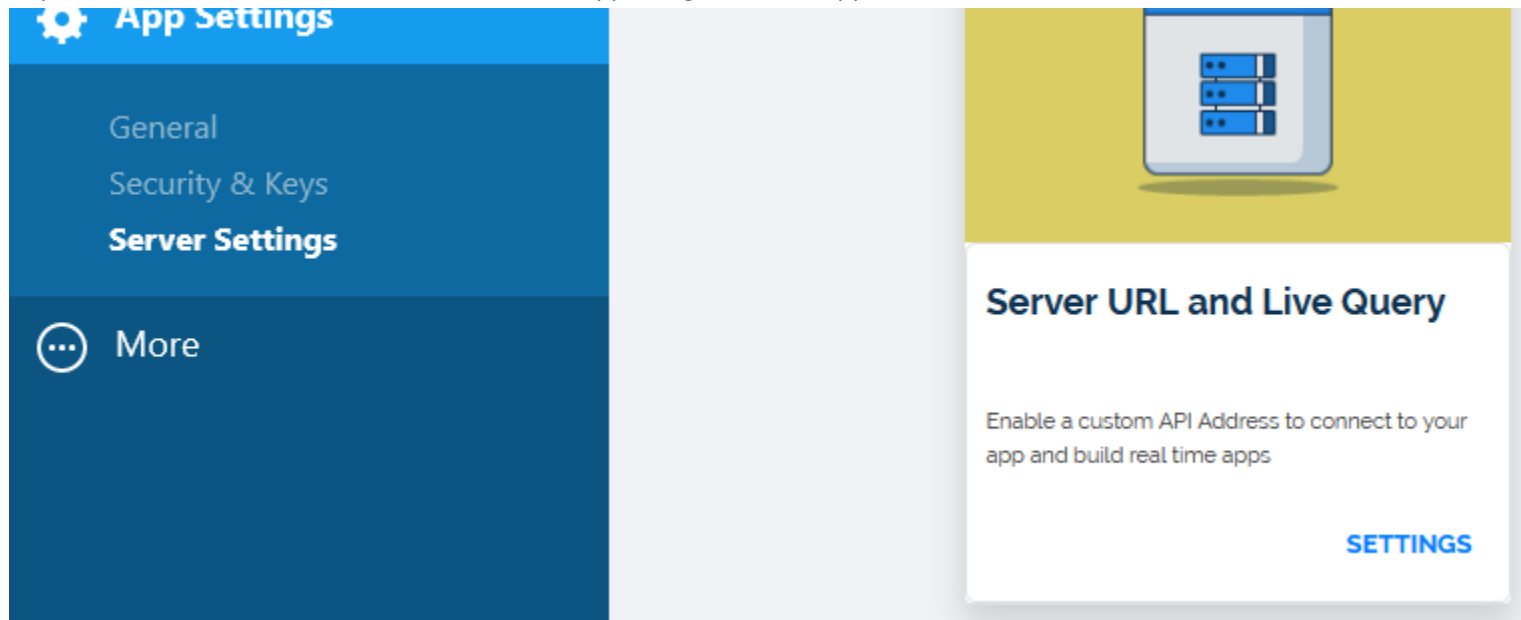 App Settings
General
Security & Keys
Server Settings
More
Server URL and Live Query
Enable a custom API Address to connect to your
app and build real time apps
SETTINGS